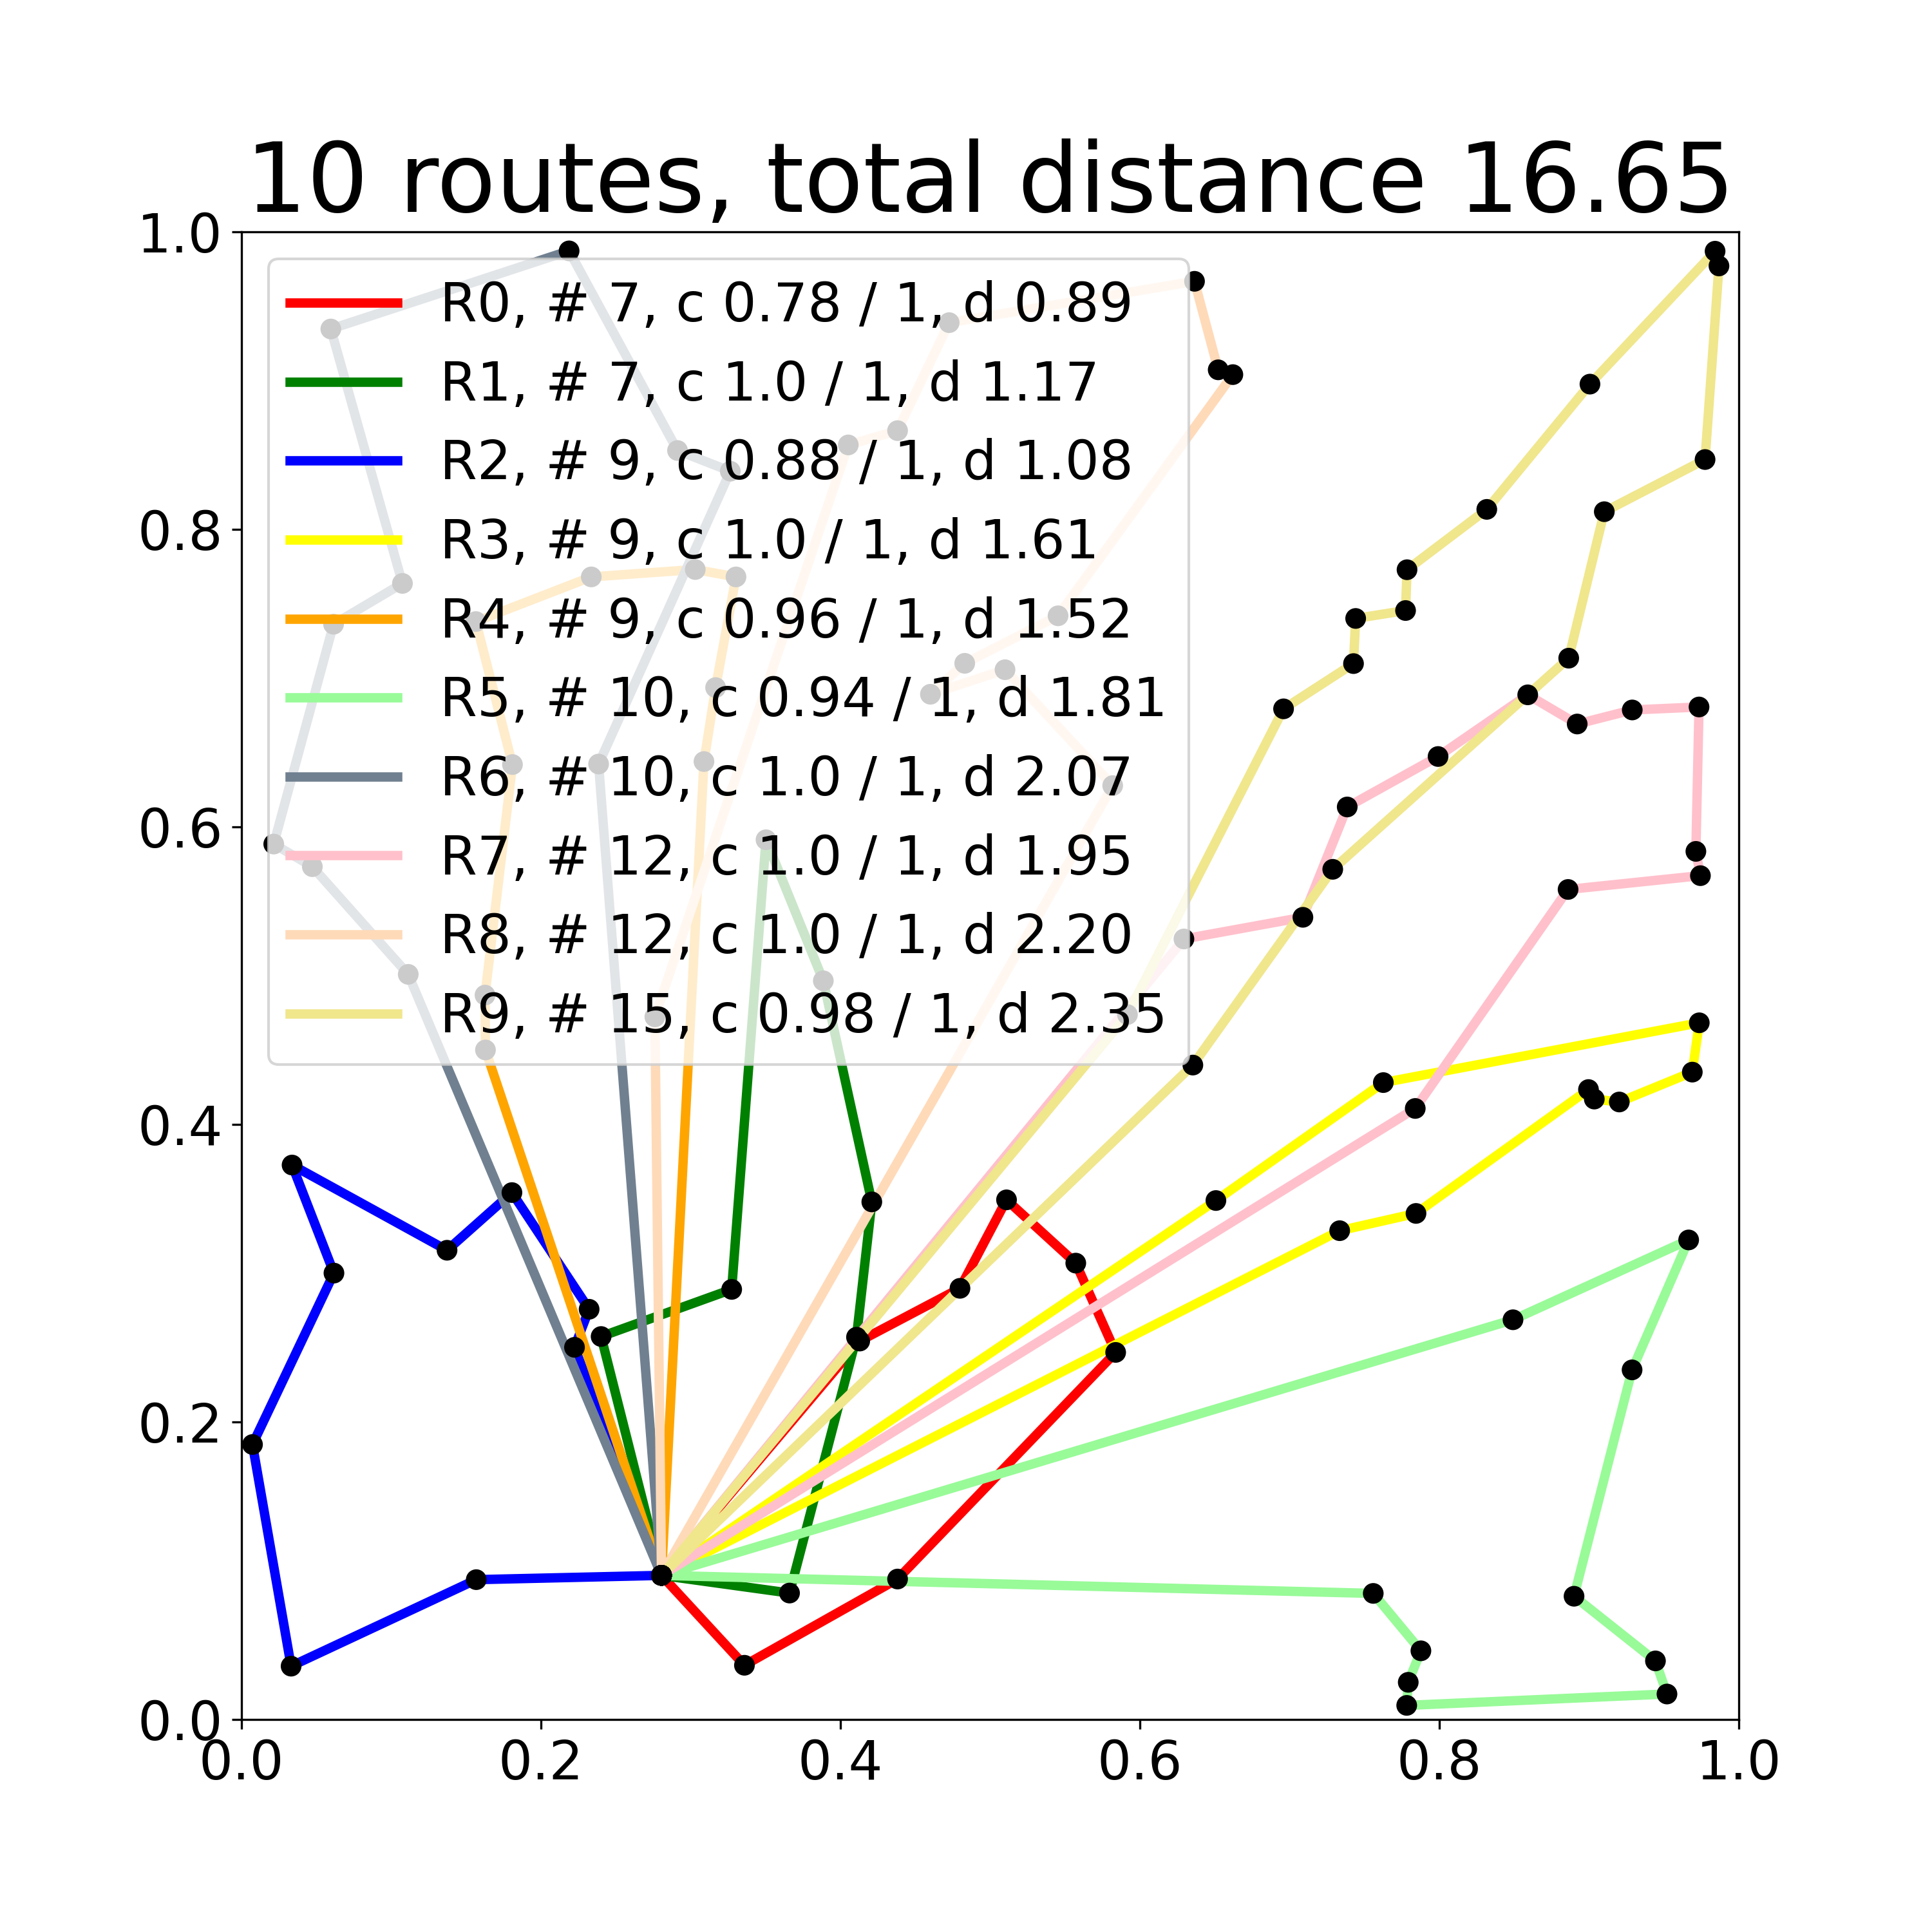 10 routes, total distance 16.65
1.0
0.8
0.6
0.4
0.2
0.0
R0, # 7, c 0.78 / 1, d 0.89
R1, # 7, c 1.0 / 1, d 1.17
R2, # 9, c 0.88 / 1, d 1.08
R3, # 9, c 1.0 / 1, d 1.61
R4, # 9, c 0.96 / 1, d 1.52
R5, # 10, c 0.94 / 1, d 1.81
R6, # 10, c 1.0 / 1, d 2.07
R7, # 12, c 1.0 / 1, d 1.95
R8, # 12, c 1.0 / 1, d 2.20
R9, # 15, c 0.98 / 1, d 2.35
0.0 0.2 0.4 0.6 0.8 1.0